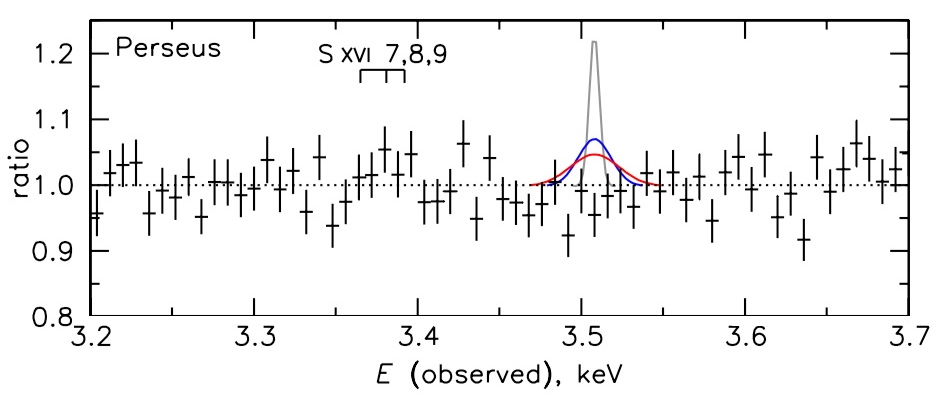 Perseus
S XVI 7,8,9
1.2
1.1
1.0
0.9
0.8
ratio
3.2 3.3 3.4 3.5 3.6 3.7
E (observed), keV